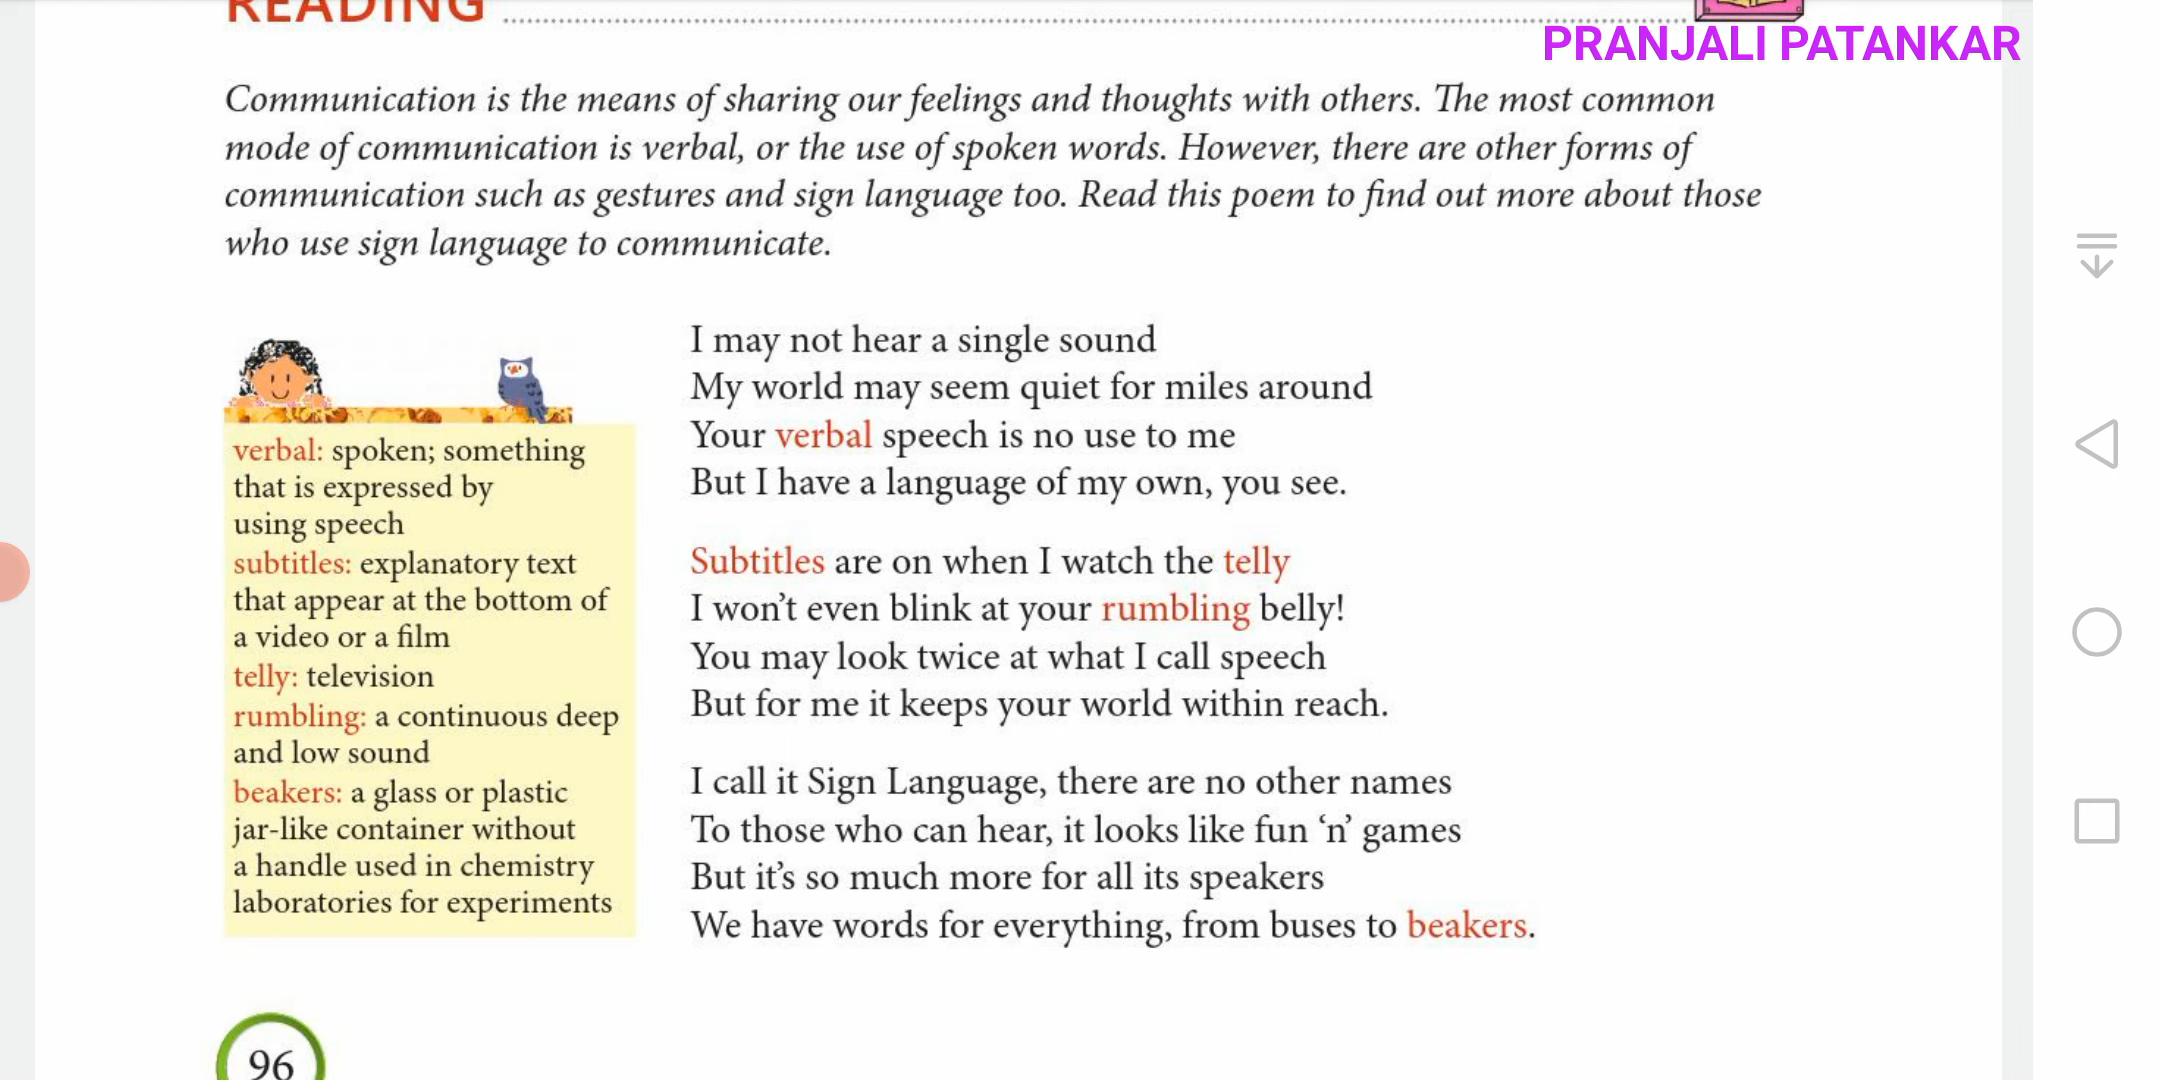 READING
PRANJALI PATANKAR
Communication is the means of sharing our feelings and thoughts with others. The most common
mode of communication is verbal, or the use of spoken words. However, there are other forms of
communication such as gestures and sign language too. Read this poem to find out more about those
who use sign language to communicate.
verbal: spoken; something
that is expressed by
using speech
subtitles: explanatory text
that appear at the bottom of
a video or a film
telly: television
rumbling: a continuous deep
and low sound
beakers: a glass or plastic
jar-like container without
a handle used in chemistry
laboratories for experiments
I may not hear a single sound
My world may seem quiet for miles around
Your verbal speech is no use to me
But I have a language of my own, you see.
Subtitles are on when I watch the telly
I won’t even blink at your rumbling belly!
You may look twice at what I call speech
But for me it keeps your world within reach.
I call it Sign Language, there are no other names
To those who can hear, it looks like fun ‘n’ games
But it’s so much more for all its speakers
We have words for everything, from buses to beakers.
96